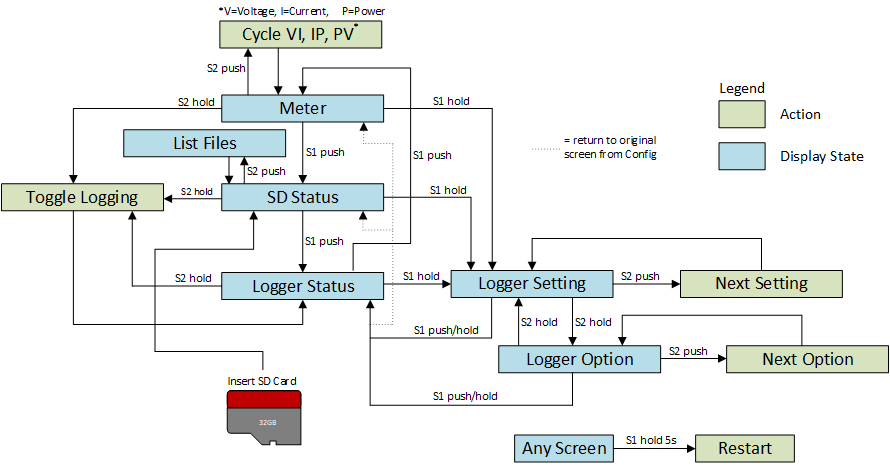 *V=Voltage, I=Current, P=Power
Cycle VI, IP, PV*
S2 push
S2 hold
Meter
S1 hold
Legend
Action
Display State
= return to original
screen from Config
List Files
S1 push
S1 push
S2 push
Toggle Logging
S2 hold
SD Status
S1 hold
S1 push
S2 hold
Logger Status
S1 hold
Logger Setting
S2 push
Next Setting
S1 push/hold
S2 hold
S2 hold
Logger Option
S2 push
Next Option
Insert SD Card
32GB
S1 push/hold
Any Screen
S1 hold 5s
Restart